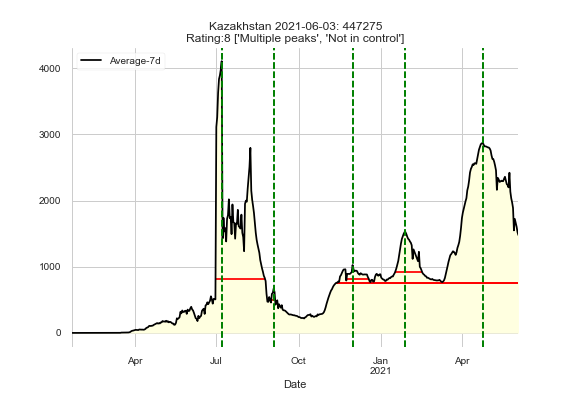 Kazakhstan 2021-06-03: 447275
Rating:8 ['Multiple peaks', 'Not in control']
Average-7d
4000
3000
2000
1000
0
Apr Jul Oct Jan Apr
2021
Date